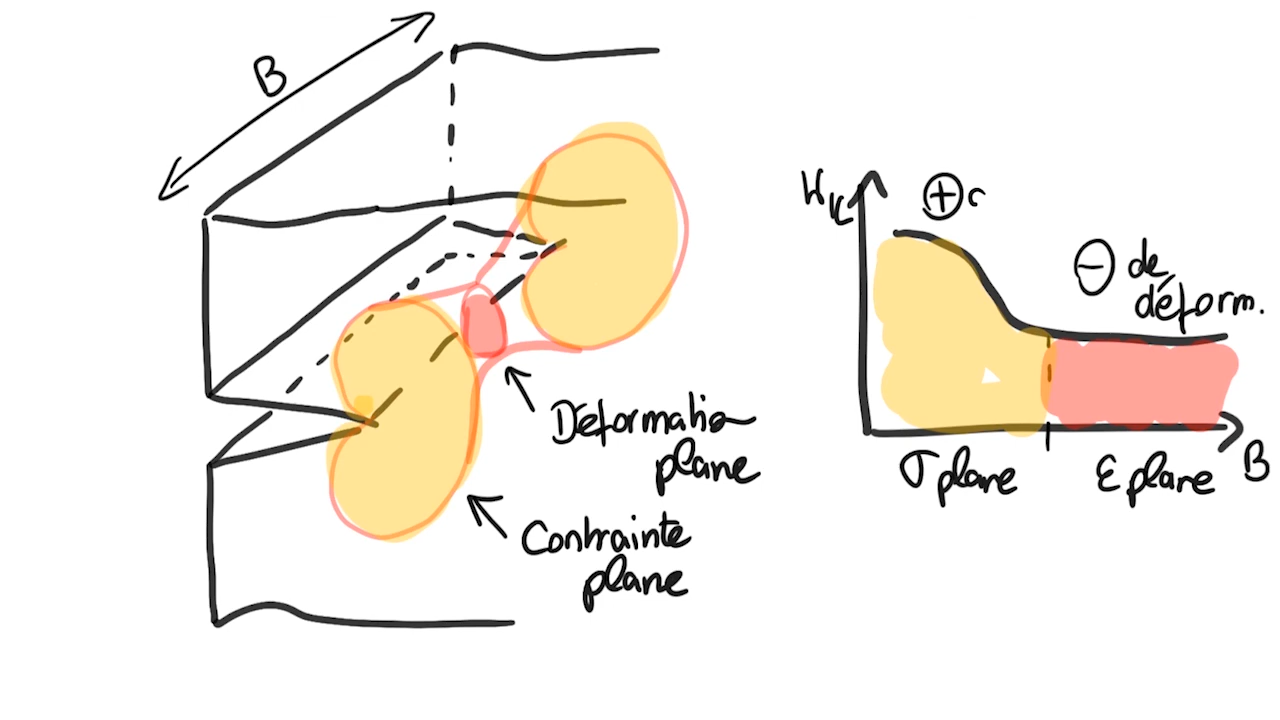 B
Déformation
plane
Contrainte
plane
⊕
⊖ de
déform.
σ plane
ε plane
B